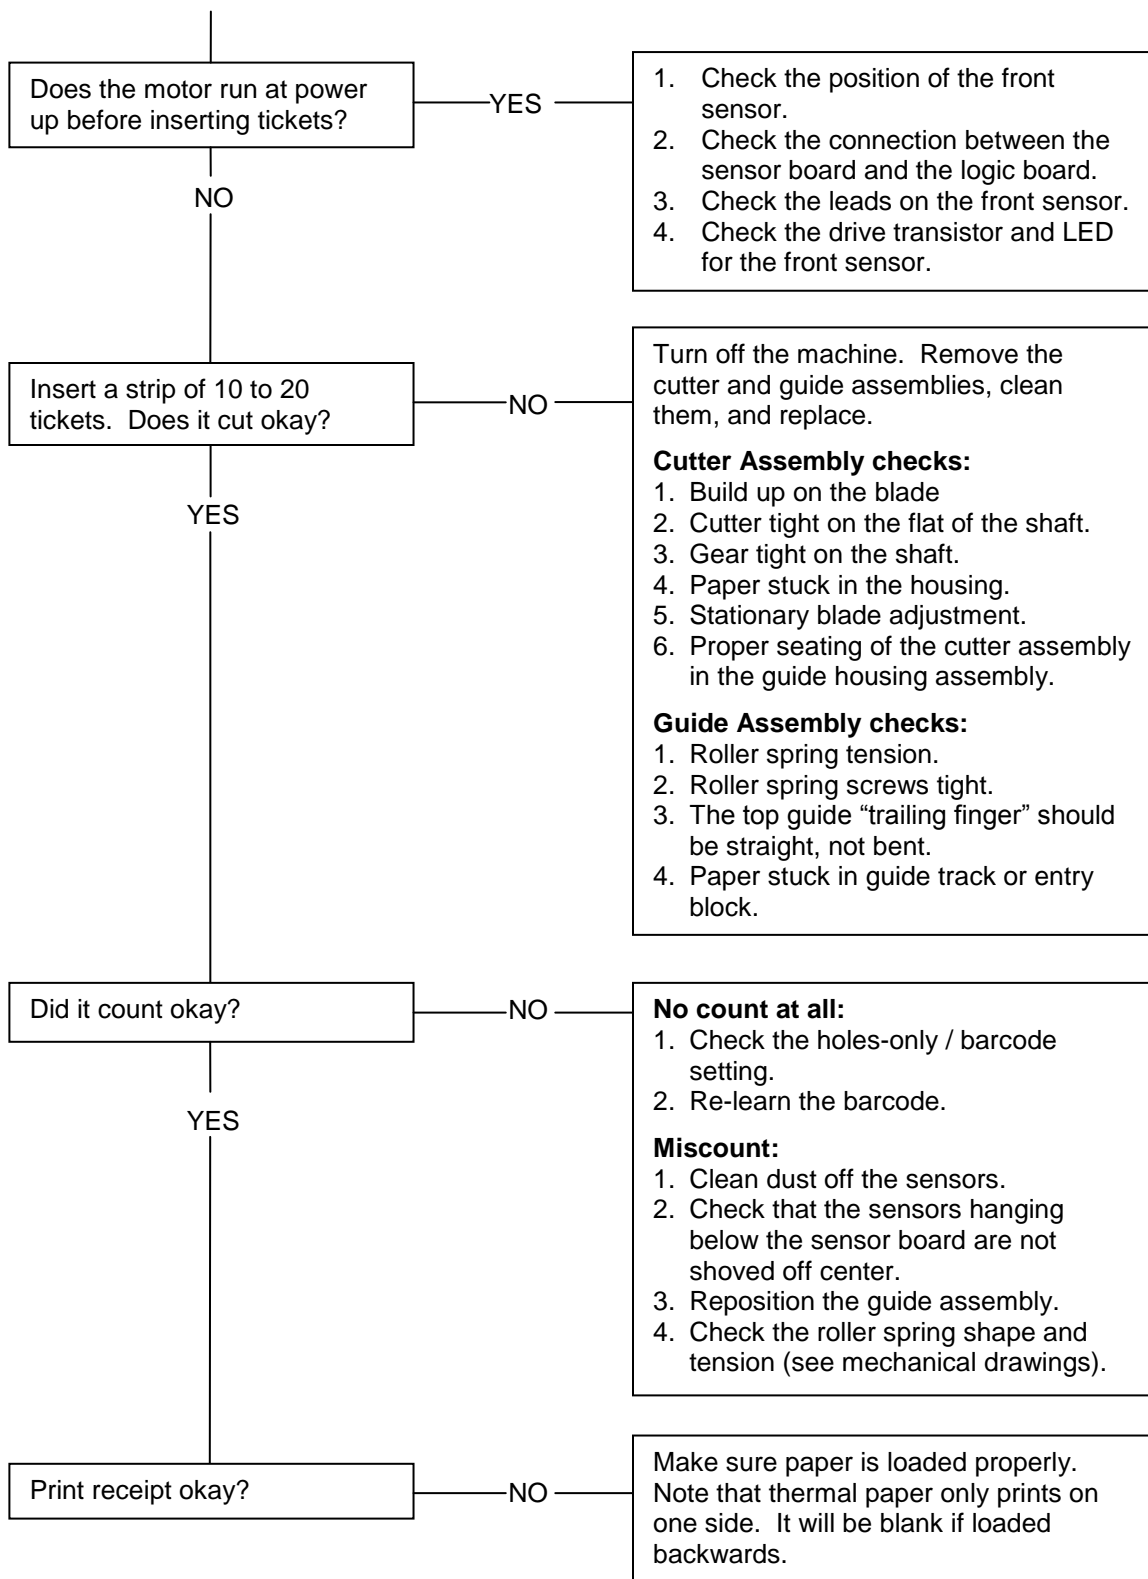 Does the motor run at power
up before inserting tickets?
YES
1. Check the position of the front
sensor.
2. Check the connection between the
sensor board and the logic board.
3. Check the leads on the front sensor.
4. Check the drive transistor and LED
for the front sensor.
NO
Insert a strip of 10 to 20
tickets. Does it cut okay?
NO
Turn off the machine. Remove the
cutter and guide assemblies, clean
them, and replace.
Cutter Assembly checks:
1. Build up on the blade
2. Cutter tight on the flat of the shaft.
3. Gear tight on the shaft.
4. Paper stuck in the housing.
5. Stationary blade adjustment.
6. Proper seating of the cutter assembly
in the guide housing assembly.
Guide Assembly checks:
1. Roller spring tension.
2. Roller spring screws tight.
3. The top guide “trailing finger” should
be straight, not bent.
4. Paper stuck in guide track or entry
block.
YES
Did it count okay?
NO
No count at all:
1. Check the holes-only / barcode
setting.
2. Re-learn the barcode.
Miscount:
1. Clean dust off the sensors.
2. Check that the sensors hanging
below the sensor board are not
shoved off center.
3. Reposition the guide assembly.
4. Check the roller spring shape and
tension (see mechanical drawings).
YES
Print receipt okay?
NO
Make sure paper is loaded properly.
Note that thermal paper only prints on
one side. It will be blank if loaded
backwards.